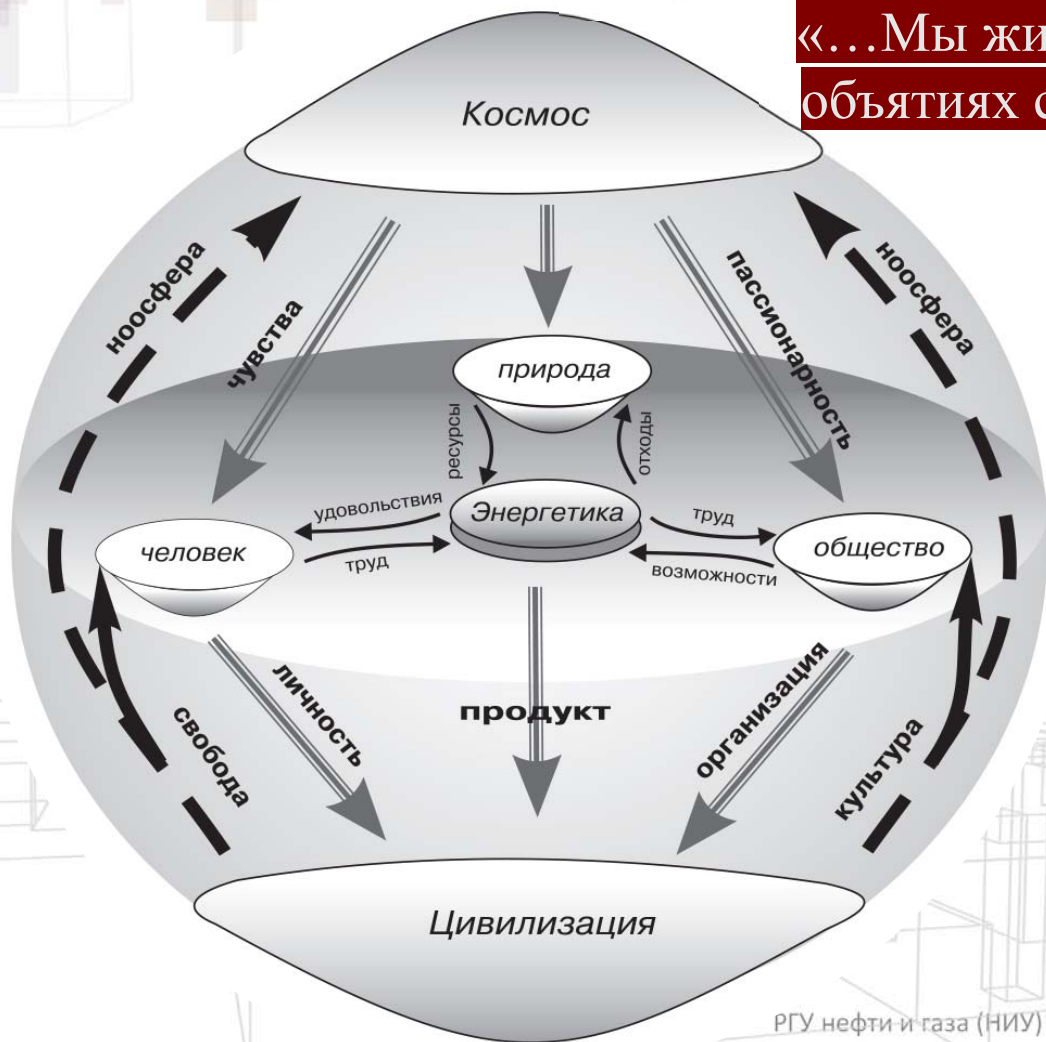 «…Мы жи
объятиях с
Космос
ноосфера
чувства
пассионарность
ноосфера
природа
ресурсы
отходы
удовольствия
Энергетика
труд
человек
труд
возможности
общество
личность
продукт
организация
свобода
культура
Цивилизация
РГУ нефти и газа (НИУ)